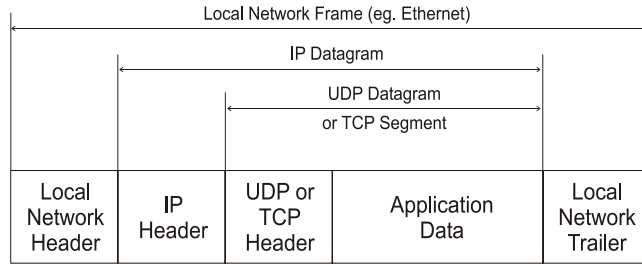 Local Network Frame (eg. Ethernet)
IP Datagram
UDP Datagram
or TCP Segment
Local
Network
Header
IP
Header
UDP or
TCP
Header
Application
Data
Local
Network
Trailer